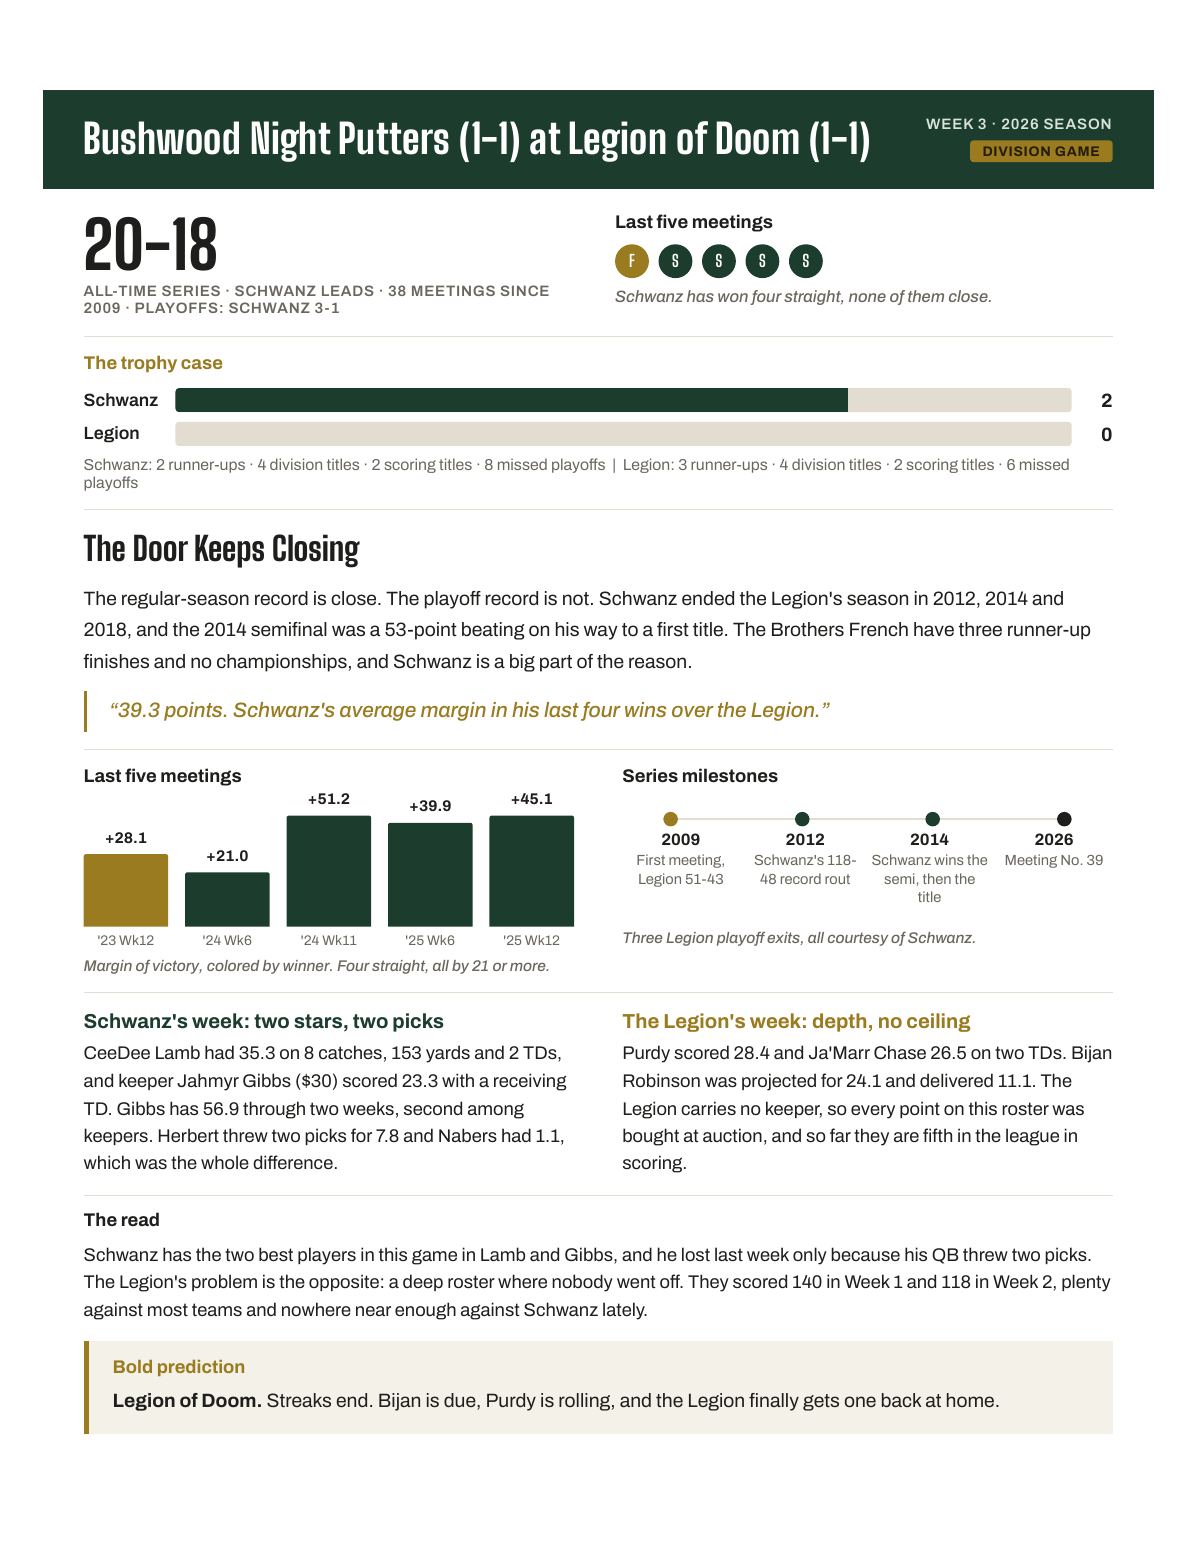 Bushwood Night Putters (1–1) at Legion of Doom (1–1)
WEEK 3 · 2026 SEASON
DIVISION GAME
20–18
ALL-TIME SERIES · SCHWANZ LEADS · 38 MEETINGS SINCE
2009 · PLAYOFFS: SCHWANZ 3-1
Last five meetings
F S S S S
Schwanz has won four straight, none of them close.
The trophy case
Schwanz 2
Legion 0
Schwanz: 2 runner-ups · 4 division titles · 2 scoring titles · 8 missed playoffs | Legion: 3 runner-ups · 4 division titles · 2 scoring titles · 6 missed
playoffs
The Door Keeps Closing
The regular-season record is close. The playoff record is not. Schwanz ended the Legion's season in 2012, 2014 and
2018, and the 2014 semifinal was a 53-point beating on his way to a first title. The Brothers French have three runner-up
finishes and no championships, and Schwanz is a big part of the reason.
“39.3 points. Schwanz's average margin in his last four wins over the Legion.”
Last five meetings
+28.1 +21.0 +51.2 +39.9 +45.1
'23 Wk12 '24 Wk6 '24 Wk11 '25 Wk6 '25 Wk12
Margin of victory, colored by winner. Four straight, all by 21 or more.
Series milestones
2009
First meeting,
Legion 51-43
2012
Schwanz's 118-
48 record rout
2014
Schwanz wins the
semi, then the
title
2026
Meeting No. 39
Three Legion playoff exits, all courtesy of Schwanz.
Schwanz's week: two stars, two picks
CeeDee Lamb had 35.3 on 8 catches, 153 yards and 2 TDs,
and keeper Jahmyr Gibbs ($30) scored 23.3 with a receiving
TD. Gibbs has 56.9 through two weeks, second among
keepers. Herbert threw two picks for 7.8 and Nabers had 1.1,
which was the whole difference.
The Legion's week: depth, no ceiling
Purdy scored 28.4 and Ja'Marr Chase 26.5 on two TDs. Bijan
Robinson was projected for 24.1 and delivered 11.1. The
Legion carries no keeper, so every point on this roster was
bought at auction, and so far they are fifth in the league in
scoring.
The read
Schwanz has the two best players in this game in Lamb and Gibbs, and he lost last week only because his QB threw two picks.
The Legion's problem is the opposite: a deep roster where nobody went off. They scored 140 in Week 1 and 118 in Week 2, plenty
against most teams and nowhere near enough against Schwanz lately.
Bold prediction
Legion of Doom. Streaks end. Bijan is due, Purdy is rolling, and the Legion finally gets one back at home.